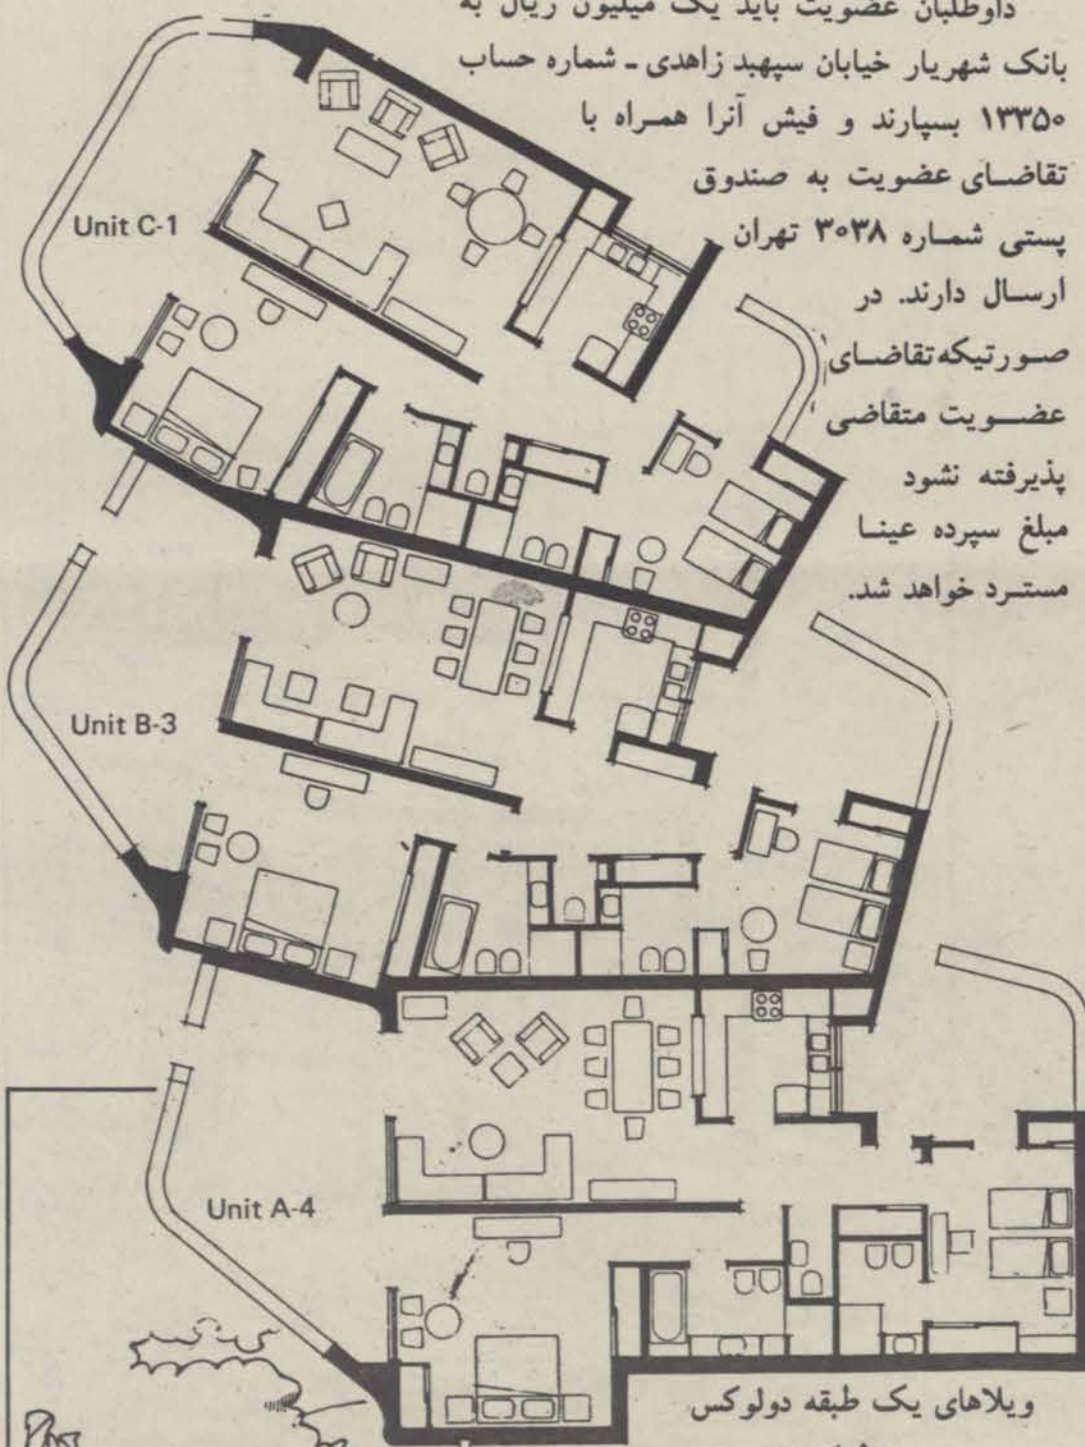 داوطلبان عضویت باید یک میلیون ریال به
بانک شهریار خیابان سپهبد زاهدی ـ شماره حساب
۱۳۳۵۰ بسپارند و فیش آنرا همراه با
تقاضای عضویت به صندوق
پستی شماره ۳۰۳۸ تهران
ارسال دارند. در
صورتیکه تقاضای
عضویت متقاضی
پذیرفته نشود
مبلغ سپرده عینا
مسترد خواهد شد.
Unit C-1
Unit B-3
Unit A-4
ویلاهای یک طبقه دولوکس